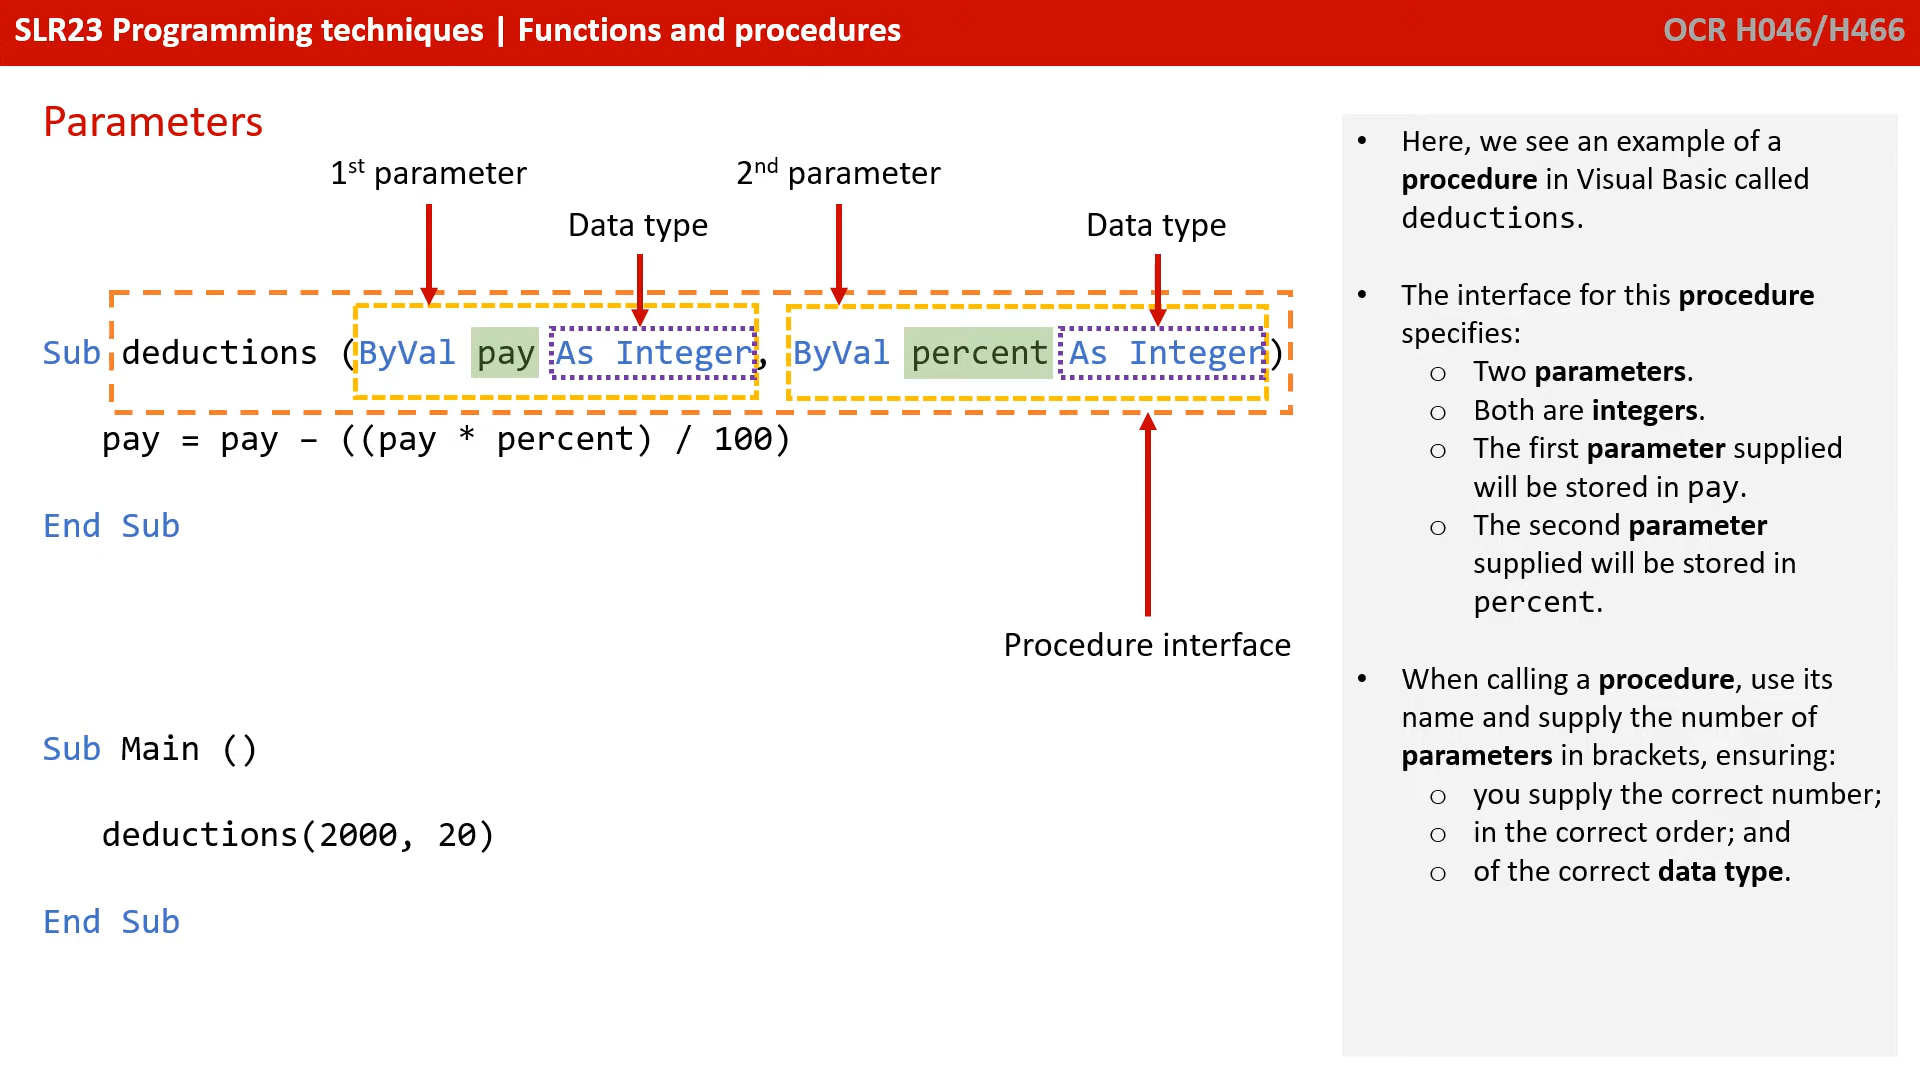 SLR23 Programming techniques | Functions and procedures
OCR H046/H466
Parameters
1st parameter
2nd parameter
Data type
Data type
Sub deductions (ByVal pay As Integer, ByVal percent As Integer)
pay = pay – ((pay * percent) / 100)
End Sub
Procedure interface
Sub Main ()
deductions(2000, 20)
End Sub
• Here, we see an example of a
procedure in Visual Basic called
deductions.
• The interface for this procedure
specifies:
o Two parameters.
o Both are integers.
o The first parameter supplied
will be stored in pay.
o The second parameter
supplied will be stored in
percent.
• When calling a procedure, use its
name and supply the number of
parameters in brackets, ensuring:
o you supply the correct number;
o in the correct order; and
o of the correct data type.